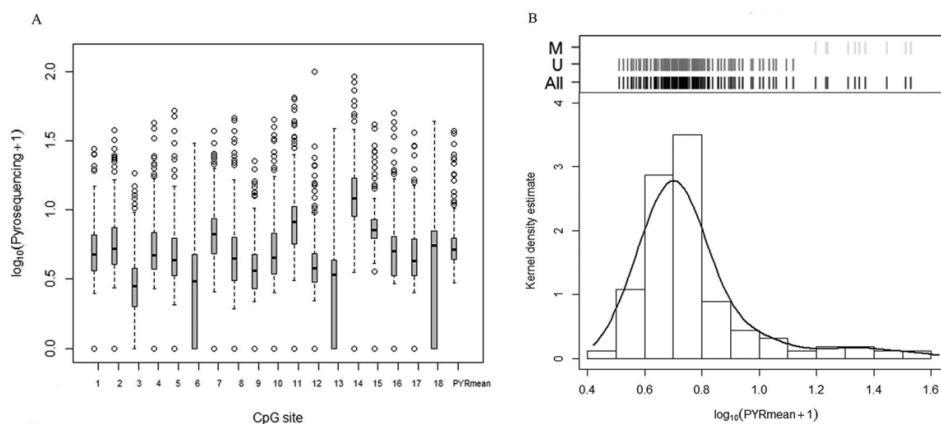 A
log₁₀(Pyrosequencing+1)
2.0
1.5
1.0
0.5
0.0
1 2 3 4 5 6 7 8 9 10 11 12 13 14 15 16 17 18 PYRmean
CpG site
B
M
U
All
Kernel density estimate
4
3
2
1
0
0.4 0.6 0.8 1.0 1.2 1.4 1.6
log₁₀(PYRmean+1)